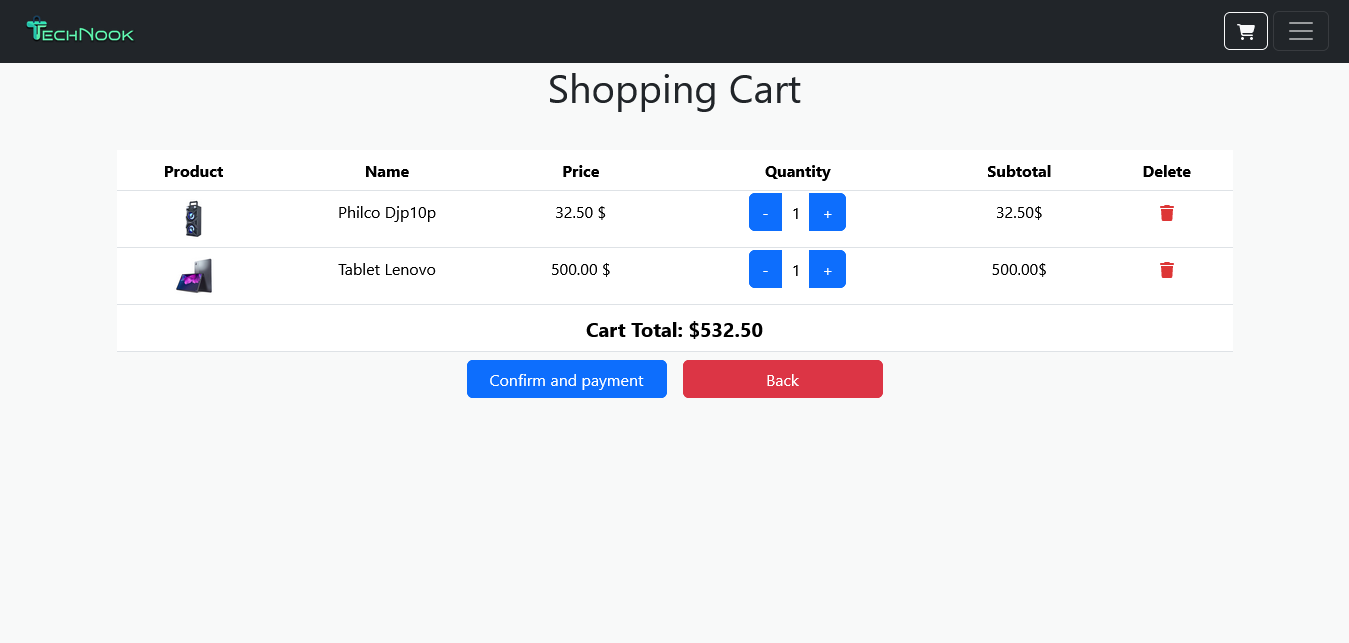 TechNook
Shopping Cart
Product Name Price Quantity Subtotal Delete
Philco Djp10p 32.50 $ - 1 + 32.50$
Tablet Lenovo 500.00 $ - 1 + 500.00$
Cart Total: $532.50
Confirm and payment Back